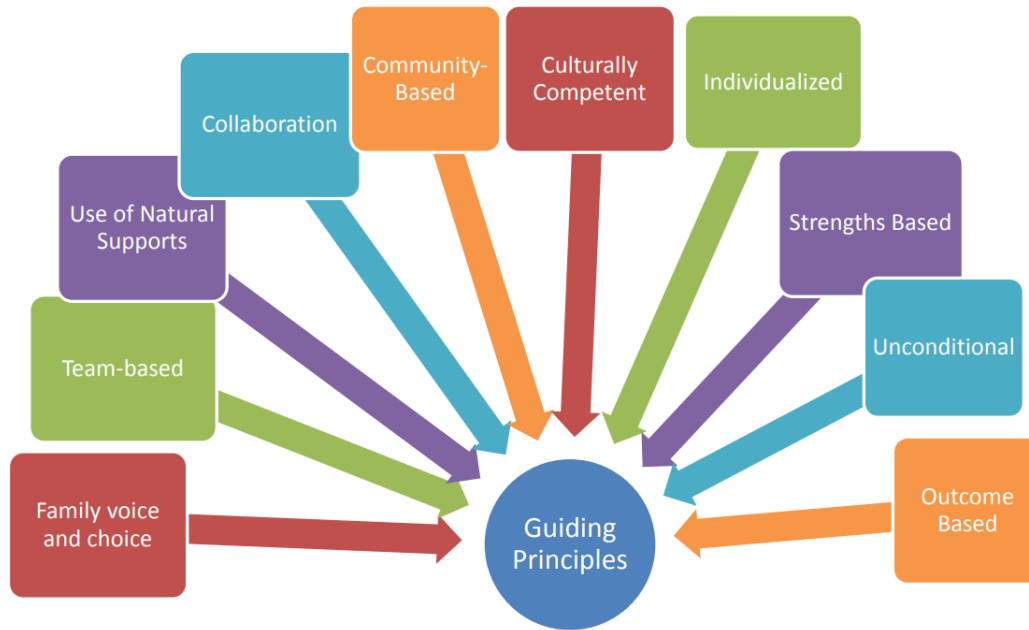 Family voice
and choice
Team-based
Use of Natural
Supports
Collaboration
Community-
Based
Culturally
Competent
Individualized
Strengths Based
Unconditional
Outcome
Based
Guiding
Principles